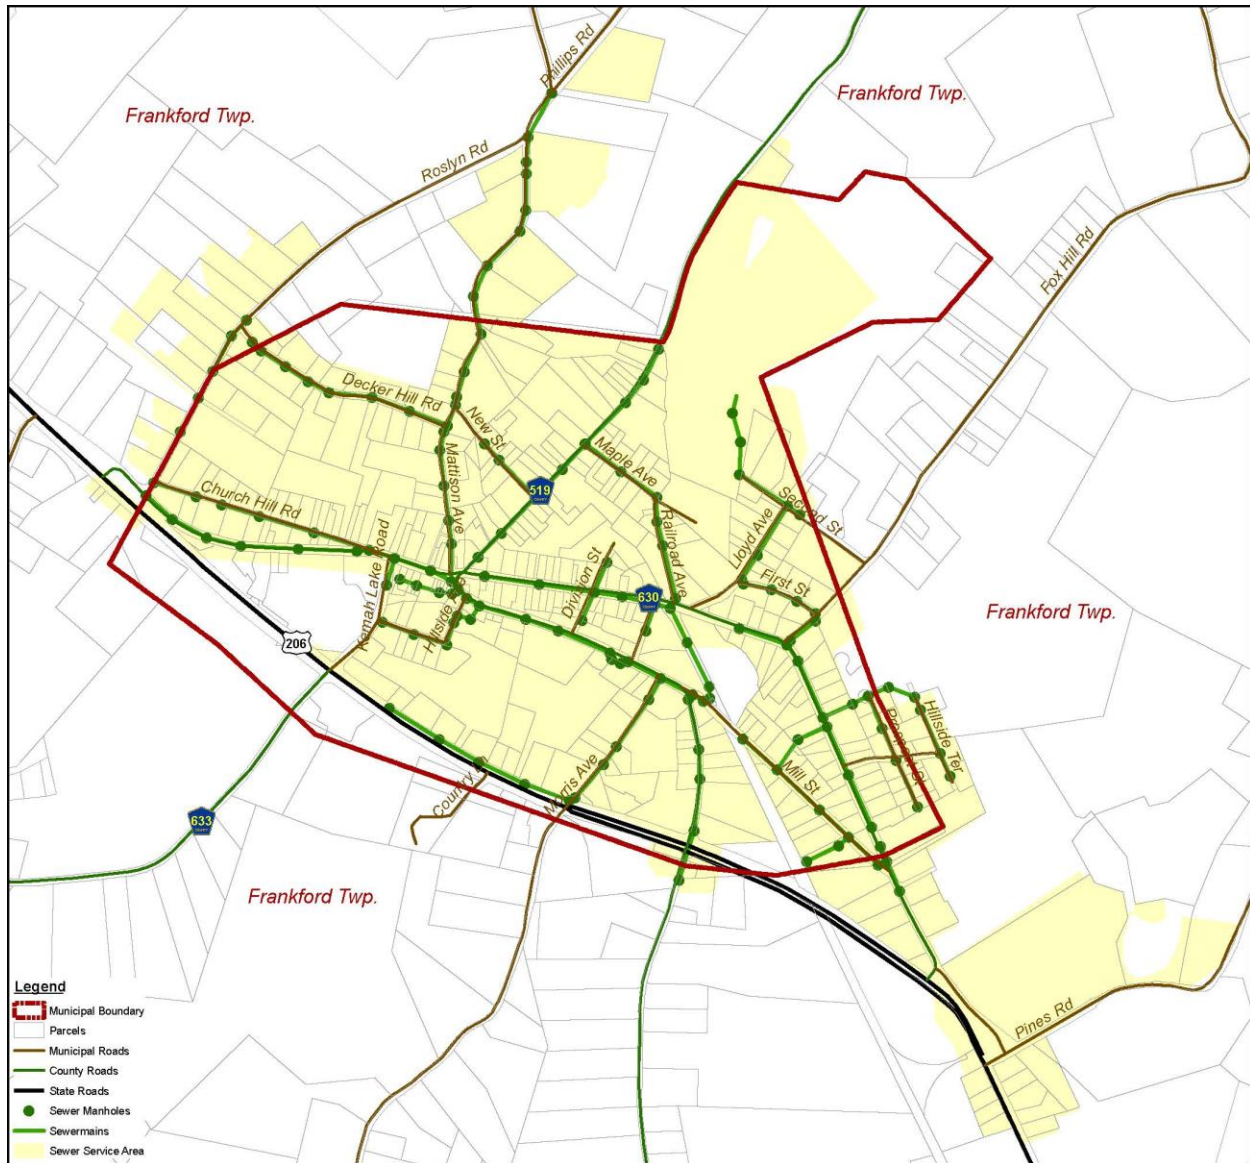 Phillips Rd
Frankford Twp.
Frankford Twp.
Roslyn Rd
Fox Hill Rd
Decker Hill Rd
New St
Mattison Ave
Maple Ave
519
Church Hill Rd
Second St
Railroad Ave
Lloyd Ave
Kemah Lake Road
Division St
First St
630
Hillside
Frankford Twp.
206
Hillside Ter
Mill St
Morris Ave
Country
633
Frankford Twp.
Pines Rd
Legend
Municipal Boundary
Parcels
Municipal Roads
County Roads
State Roads
Sewer Manholes
Sewermains
Sewer Service Area